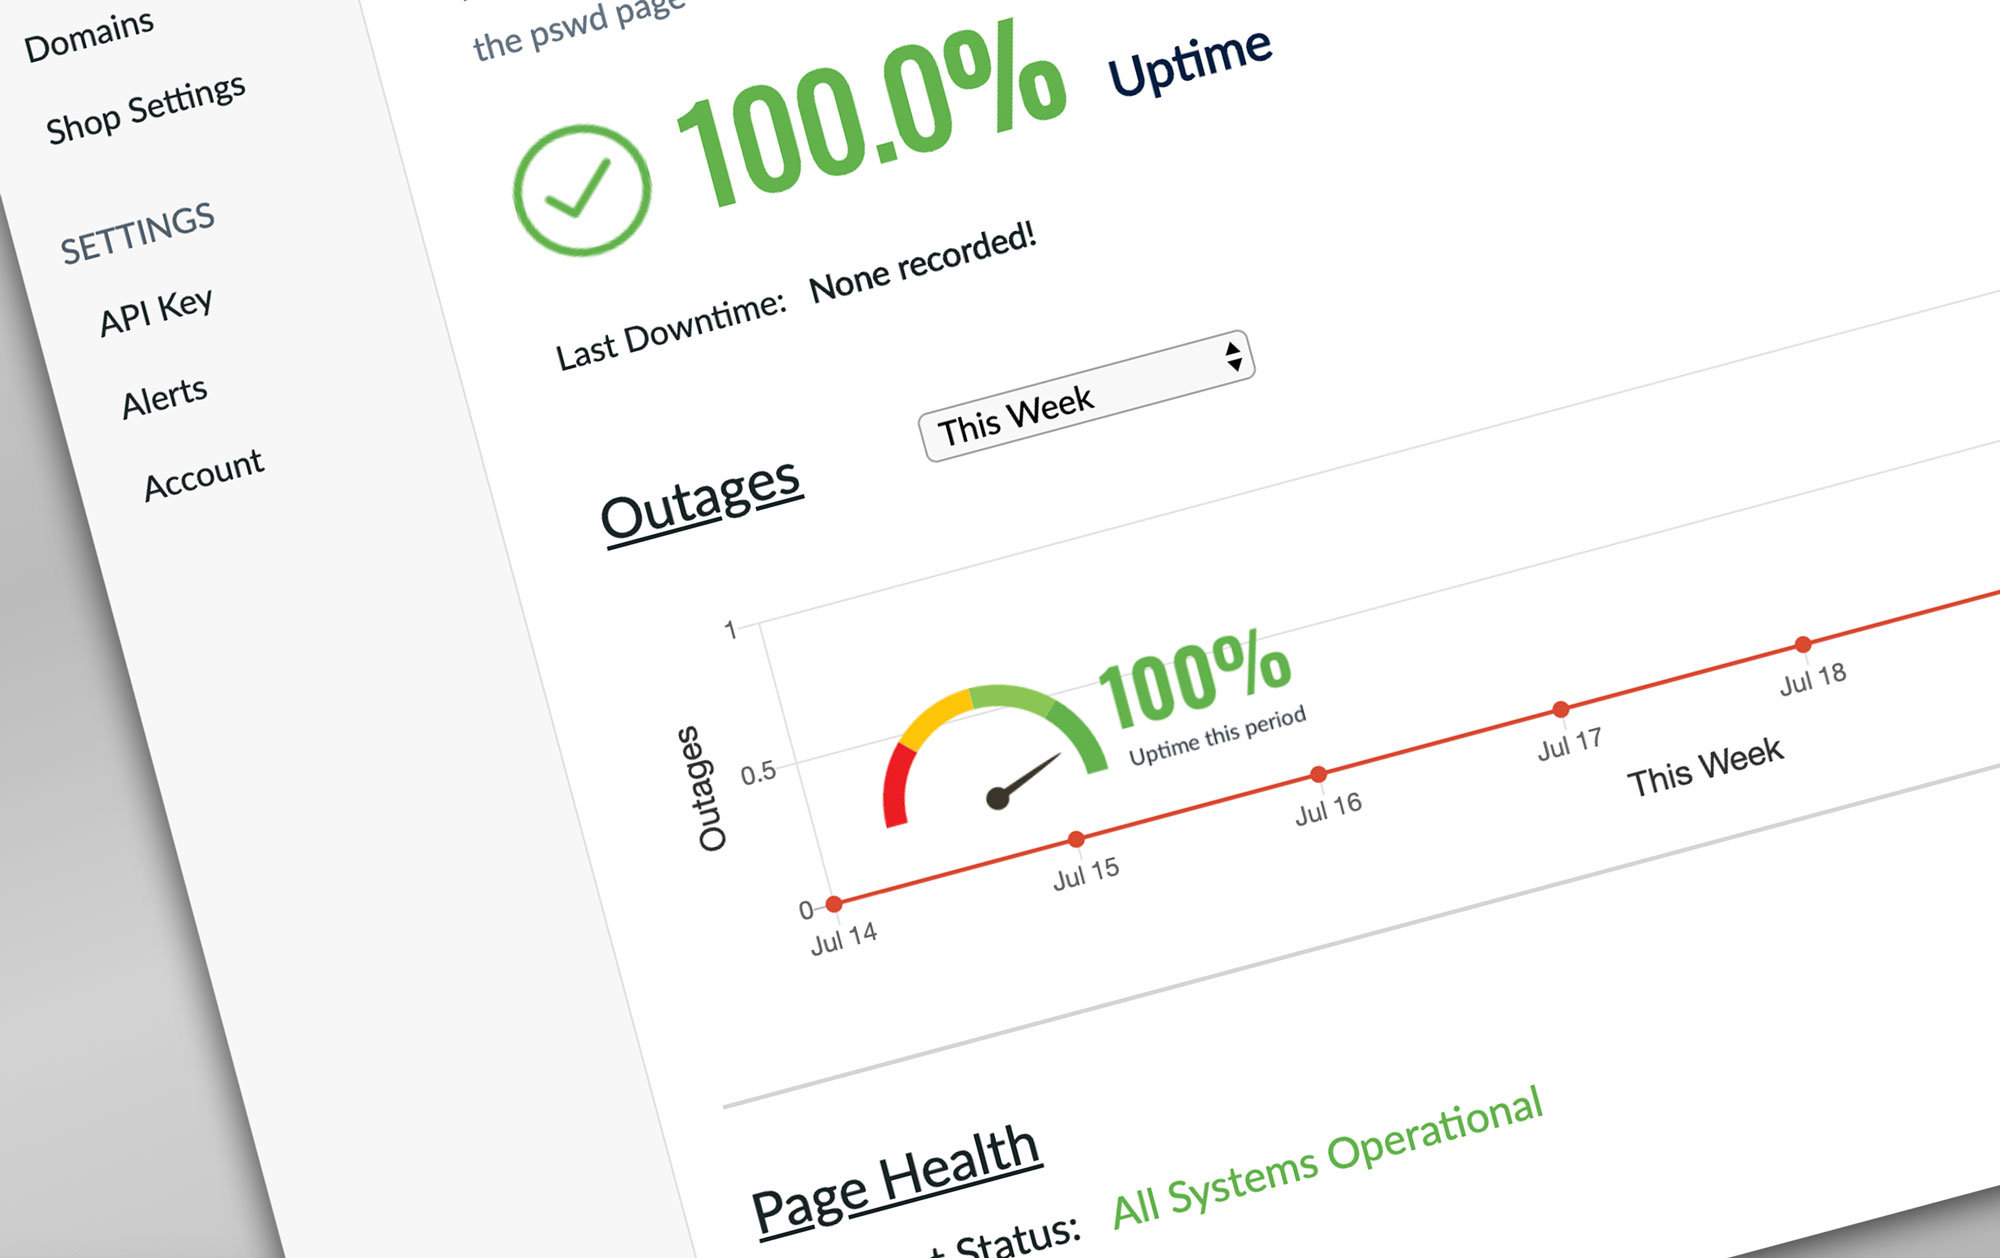 Domains
Shop Settings
SETTINGS
API Key
Alerts
Account
the pswd page
100.0% Uptime
Last Downtime: None recorded!
This Week
Outages
1
0.5
0
Outages
100%
Uptime this period
Jul 14
Jul 15
Jul 16
Jul 17
Jul 18
This Week
Page Health
Status: All Systems Operational